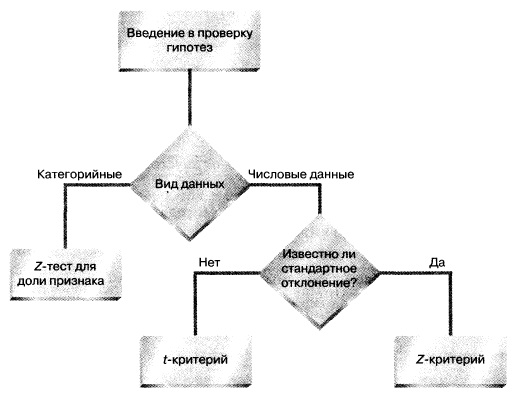 Введение в проверку
гипотез
Категорийные
Вид данных
Числовые данные
Z-тест для
доли признака
Нет
Известно ли
стандартное
отклонение?
Да
t-критерий
Z-критерий